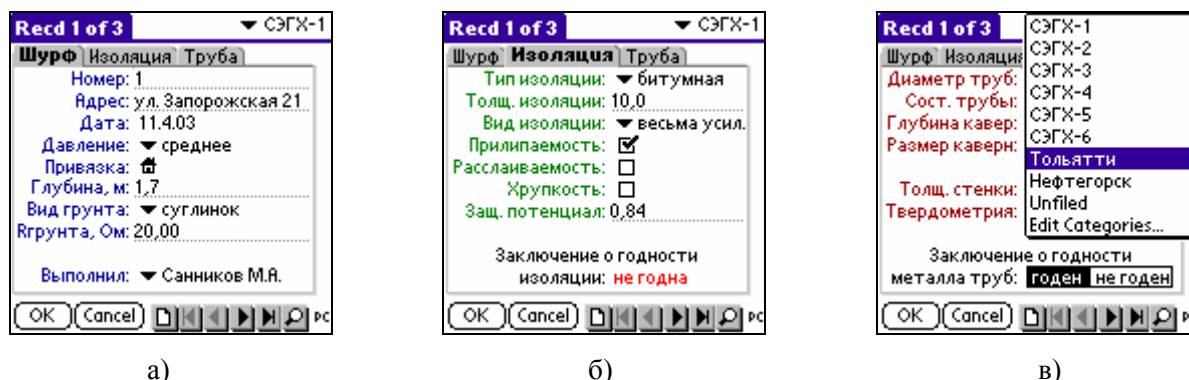 Recd 1 of 3 СЭГХ-1
Шурф Изоляция Труба
Номер: 1
Адрес: ул. Запорожская 21
Дата: 11.4.03
Давление: среднее
Привязка:
Глубина, м: 1,7
Вид грунта: суглинок
Rгрунта, Ом: 20,00
Выполнил: Санников М.А.
OK Cancel PC
а)
Recd 1 of 3 СЭГХ-1
Шурф Изоляция Труба
Тип изоляции: битумная
Толщ. изоляции: 10,0
Вид изоляции: весьма усил.
Прилипаемость:
Расслаиваемость:
Хрупкость:
Защ. потенциал: 0,84
Заключение о годности
изоляции: не годна
OK Cancel PC
б)
Recd 1 of 3
Шурф Изоляция
Диаметр труб:
Сост. трубы:
Глубина кавер:
Размер каверн:
Толщ. стенки:
Твердометрия:
СЭГХ-1
СЭГХ-2
СЭГХ-3
СЭГХ-4
СЭГХ-5
СЭГХ-6
Тольятти
Нефтегорск
Unfiled
Edit Categories...
Заключение о годности
металла труб: годен не годен
OK Cancel P
в)